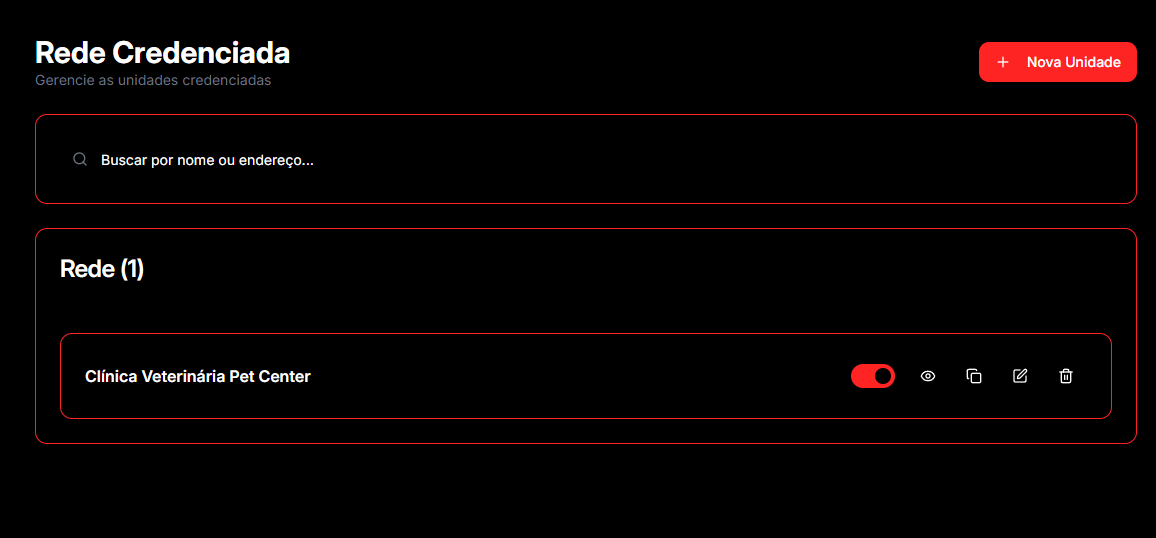 Rede Credenciada
Gerencie as unidades credenciadas
Nova Unidade
Buscar por nome ou endereço...
Rede (1)
Clínica Veterinária Pet Center